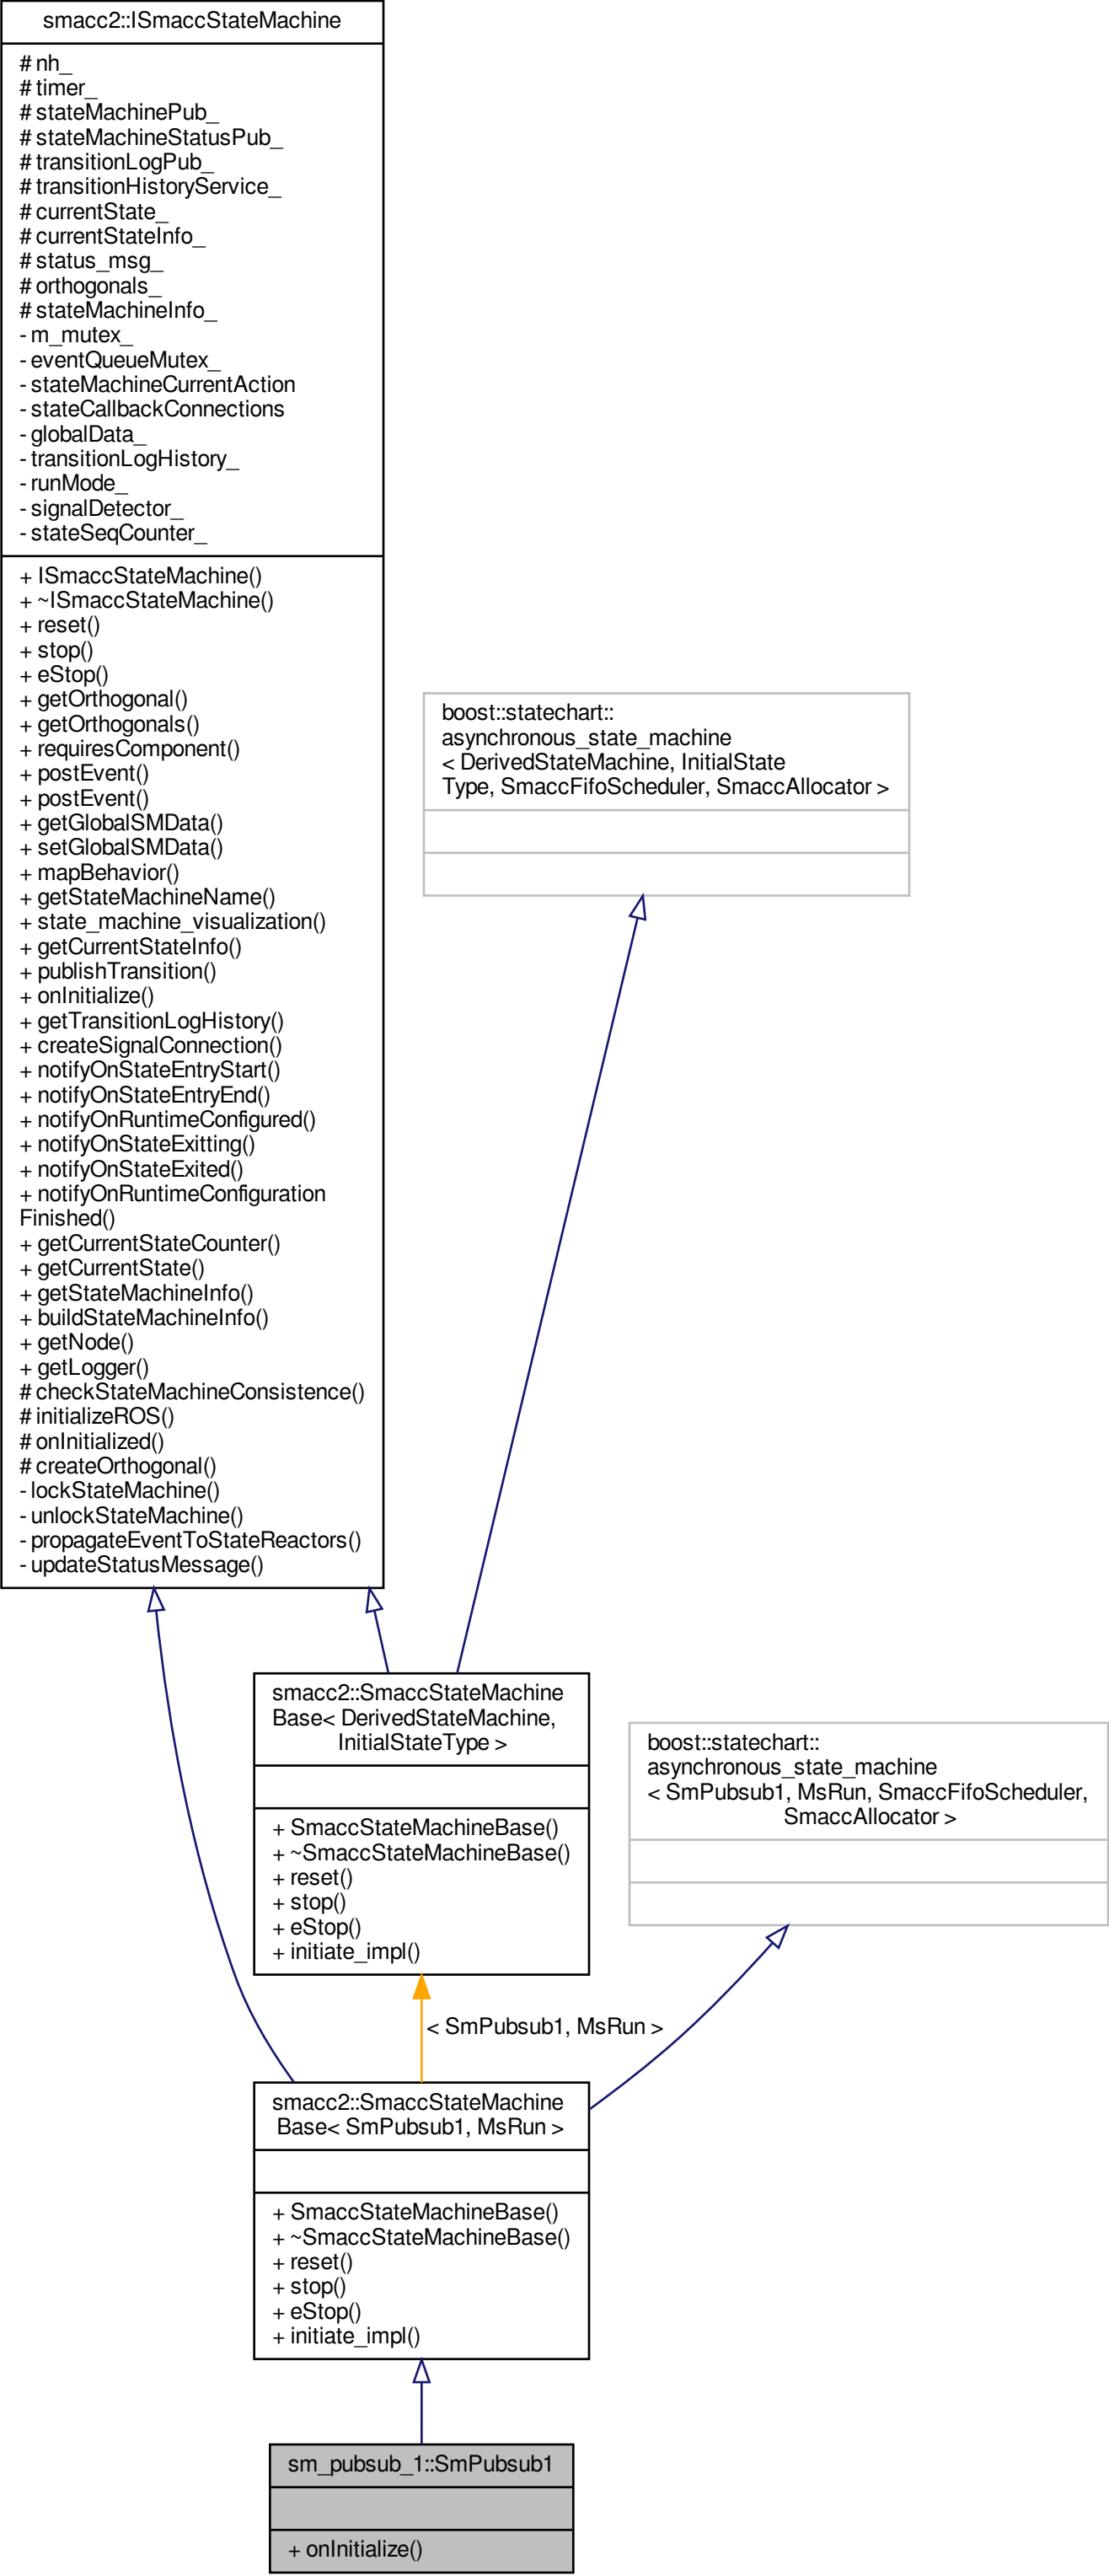 smacc2::ISmaccStateMachine
# nh_
# timer_
# stateMachinePub_
# stateMachineStatusPub_
# transitionLogPub_
# transitionHistoryService_
# currentState_
# currentStateInfo_
# status_msg_
# orthogonals_
# stateMachineInfo_
- m_mutex_
- eventQueueMutex_
- stateMachineCurrentAction
- stateCallbackConnections
- globalData_
- transitionLogHistory_
- runMode_
- signalDetector_
- stateSeqCounter_
+ ISmaccStateMachine()
+ ~ISmaccStateMachine()
+ reset()
+ stop()
+ eStop()
+ getOrthogonal()
+ getOrthogonals()
+ requiresComponent()
+ postEvent()
+ postEvent()
+ getGlobalSMData()
+ setGlobalSMData()
+ mapBehavior()
+ getStateMachineName()
+ state_machine_visualization()
+ getCurrentStateInfo()
+ publishTransition()
+ onInitialize()
+ getTransitionLogHistory()
+ createSignalConnection()
+ notifyOnStateEntryStart()
+ notifyOnStateEntryEnd()
+ notifyOnRuntimeConfigured()
+ notifyOnStateExitting()
+ notifyOnStateExited()
+ notifyOnRuntimeConfiguration
Finished()
+ getCurrentStateCounter()
+ getCurrentState()
+ getStateMachineInfo()
+ buildStateMachineInfo()
+ getNode()
+ getLogger()
# checkStateMachineConsistence()
# initializeROS()
# onInitialized()
# createOrthogonal()
- lockStateMachine()
- unlockStateMachine()
- propagateEventToStateReactors()
- updateStatusMessage()
boost::statechart::
asynchronous_state_machine
< DerivedStateMachine, InitialState
Type, SmaccFifoScheduler, SmaccAllocator >
smacc2::SmaccStateMachine
Base< DerivedStateMachine,
InitialStateType >
+ SmaccStateMachineBase()
+ ~SmaccStateMachineBase()
+ reset()
+ stop()
+ eStop()
+ initiate_impl()
boost::statechart::
asynchronous_state_machine
< SmPubsub1, MsRun, SmaccFifoScheduler,
SmaccAllocator >
< SmPubsub1, MsRun >
smacc2::SmaccStateMachine
Base< SmPubsub1, MsRun >
+ SmaccStateMachineBase()
+ ~SmaccStateMachineBase()
+ reset()
+ stop()
+ eStop()
+ initiate_impl()
sm_pubsub_1::SmPubsub1
+ onInitialize()